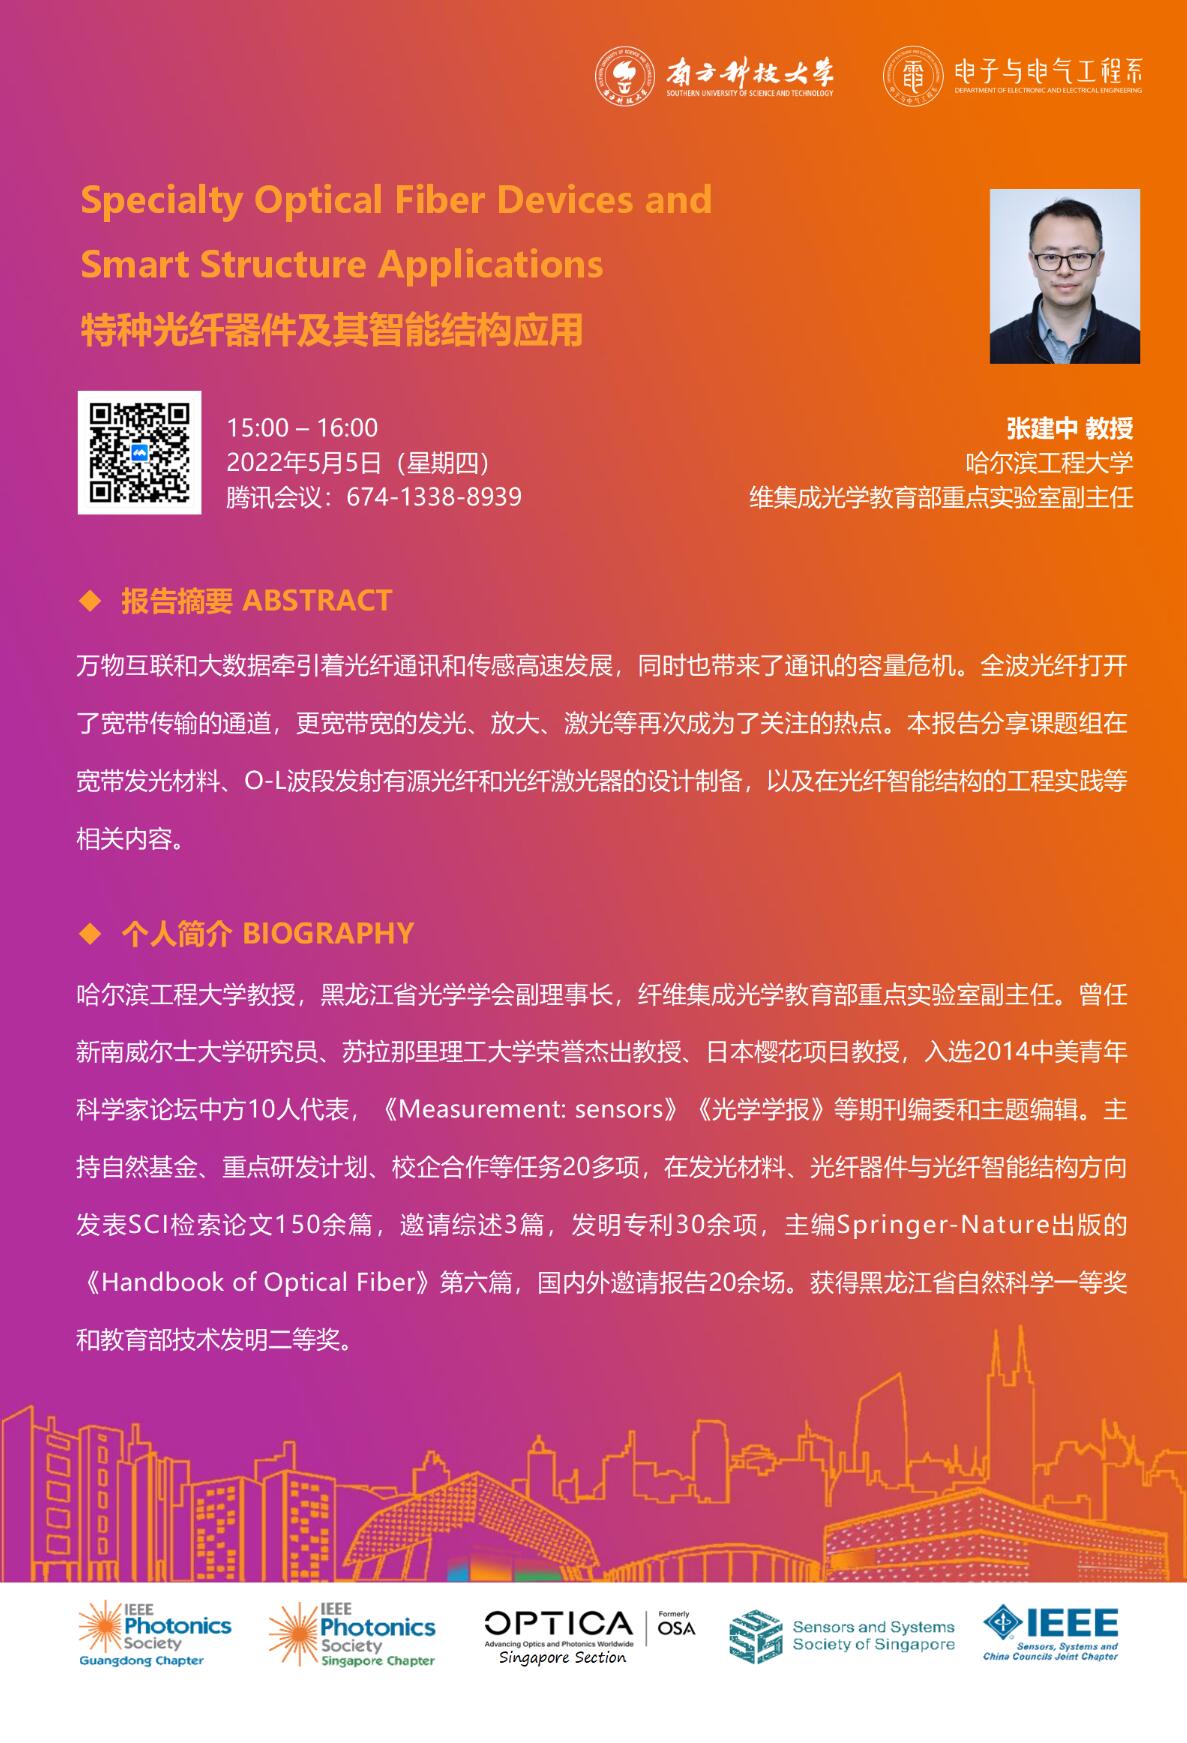 南方科技大学
SOUTHERN UNIVERSITY OF SCIENCE AND TECHNOLOGY
电子与电气工程系
DEPARTMENT OF ELECTRONIC AND ELECTRICAL ENGINEERING
Specialty Optical Fiber Devices and
Smart Structure Applications
特种光纤器件及其智能结构应用
15:00 – 16:00
2022年5月5日（星期四）
腾讯会议：674-1338-8939
张建中 教授
哈尔滨工程大学
维集成光学教育部重点实验室副主任
◆ 报告摘要 ABSTRACT
万物互联和大数据牵引着光纤通讯和传感高速发展，同时也带来了通讯的容量危机。全波光纤打开
了宽带传输的通道，更宽带宽的发光、放大、激光等再次成为了关注的热点。本报告分享课题组在
宽带发光材料、O-L波段发射有源光纤和光纤激光器的设计制备，以及在光纤智能结构的工程实践等
相关内容。
◆ 个人简介 BIOGRAPHY
哈尔滨工程大学教授，黑龙江省光学学会副理事长，纤维集成光学教育部重点实验室副主任。曾任
新南威尔士大学研究员、苏拉那里理工大学荣誉杰出教授、日本樱花项目教授，入选2014中美青年
科学家论坛中方10人代表，《Measurement: sensors》《光学学报》等期刊编委和主题编辑。主
持自然基金、重点研发计划、校企合作等任务20多项，在发光材料、光纤器件与光纤智能结构方向
发表SCI检索论文150余篇，邀请综述3篇，发明专利30余项，主编Springer-Nature出版的
《Handbook of Optical Fiber》第六篇，国内外邀请报告20余场。获得黑龙江省自然科学一等奖
和教育部技术发明二等奖。
IEEE
Photonics
Society
Guangdong Chapter
IEEE
Photonics
Society
Singapore Chapter
OPTICA
Advancing Optics and Photonics Worldwide
Formerly
OSA
Singapore Section
Sensors and Systems
Society of Singapore
IEEE
Sensors, Systems and
China Councils Joint Chapter